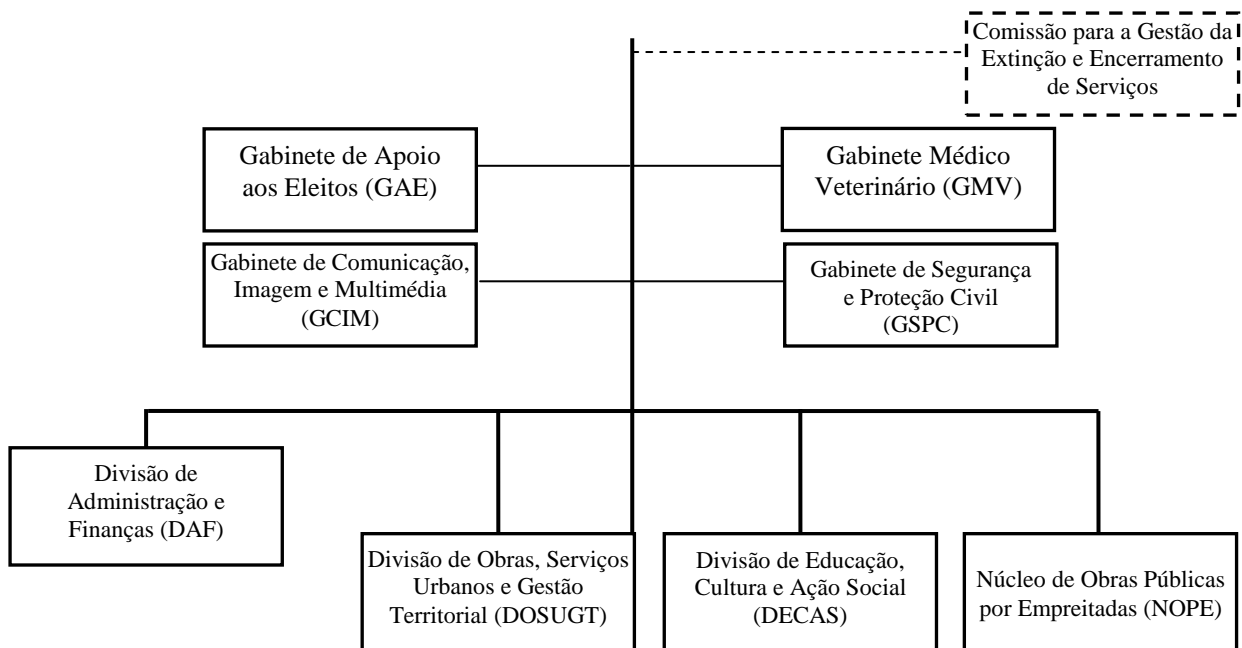 Comissão para a Gestão da
Extinção e Encerramento
de Serviços
Gabinete de Apoio
aos Eleitos (GAE)
Gabinete Médico
Veterinário (GMV)
Gabinete de Comunicação,
Imagem e Multimédia
(GCIM)
Gabinete de Segurança
e Proteção Civil
(GSPC)
Divisão de
Administração e
Finanças (DAF)
Divisão de Obras, Serviços
Urbanos e Gestão
Territorial (DOSUGT)
Divisão de Educação,
Cultura e Ação Social
(DECAS)
Núcleo de Obras Públicas
por Empreitadas (NOPE)